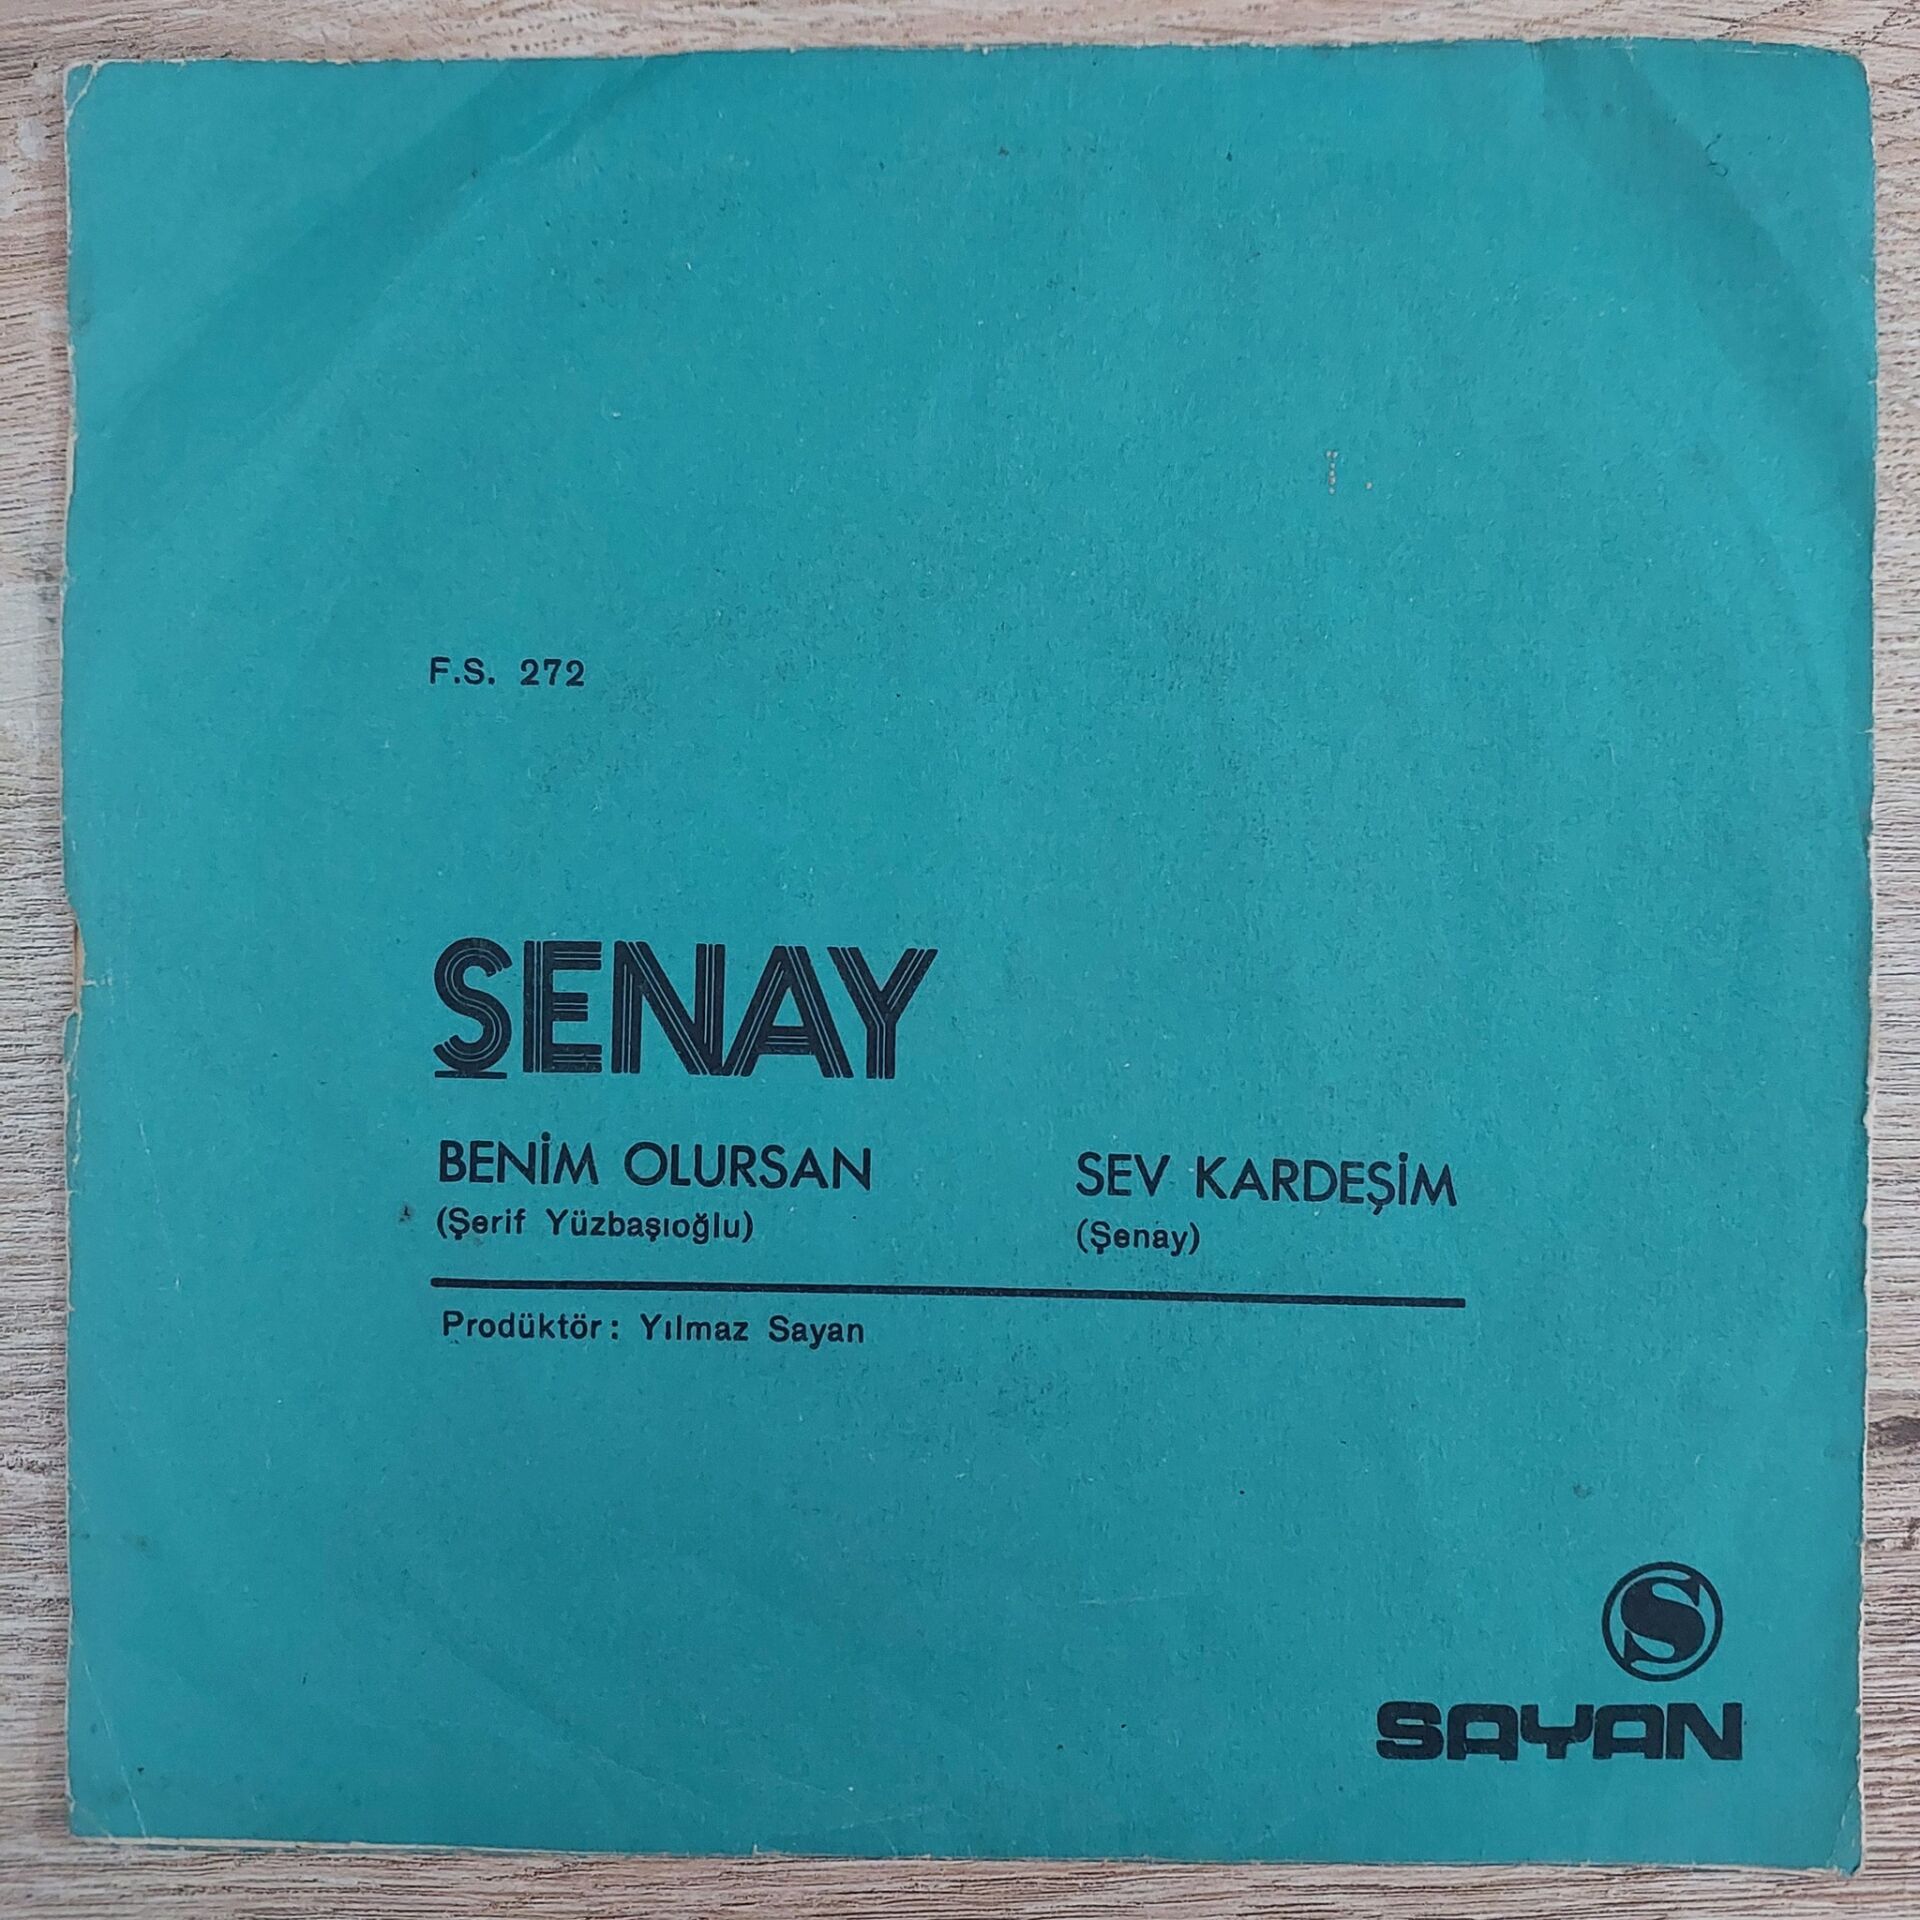 F.S. 272
ŞENAY
BENİM OLURSAN
(Şerif Yüzbaşıoğlu)
SEV KARDEŞİM
(Şenay)
Prodüktör: Yılmaz Sayan
S
SAYAN